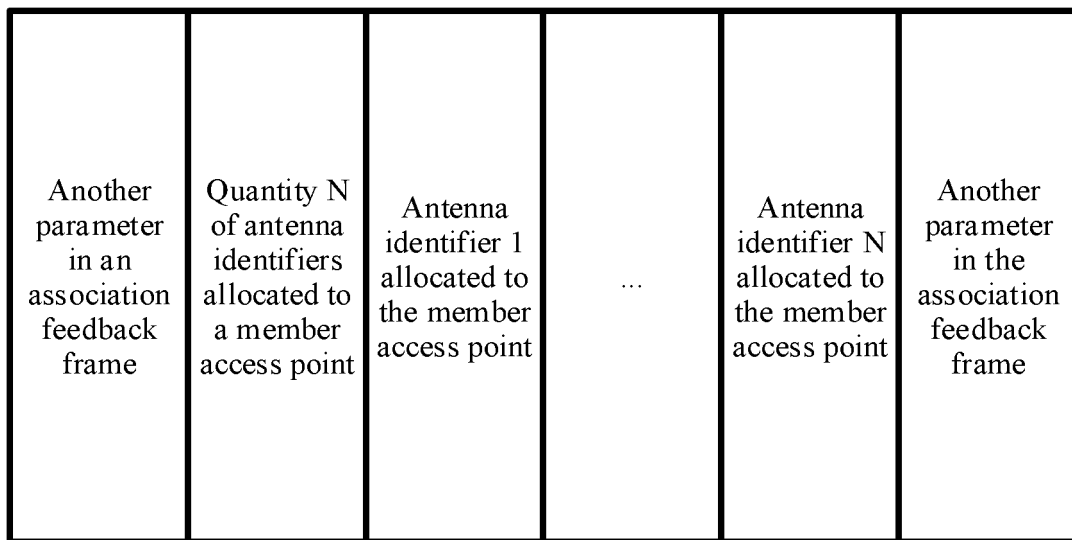 Another
parameter
in an
association
feedback
frame
Quantity N
of antenna
identifiers
allocated to
a member
access point
Antenna
identifier 1
allocated to
the member
access point
...
Antenna
identifier N
allocated to
the member
access point
Another
parameter
in the
association
feedback
frame